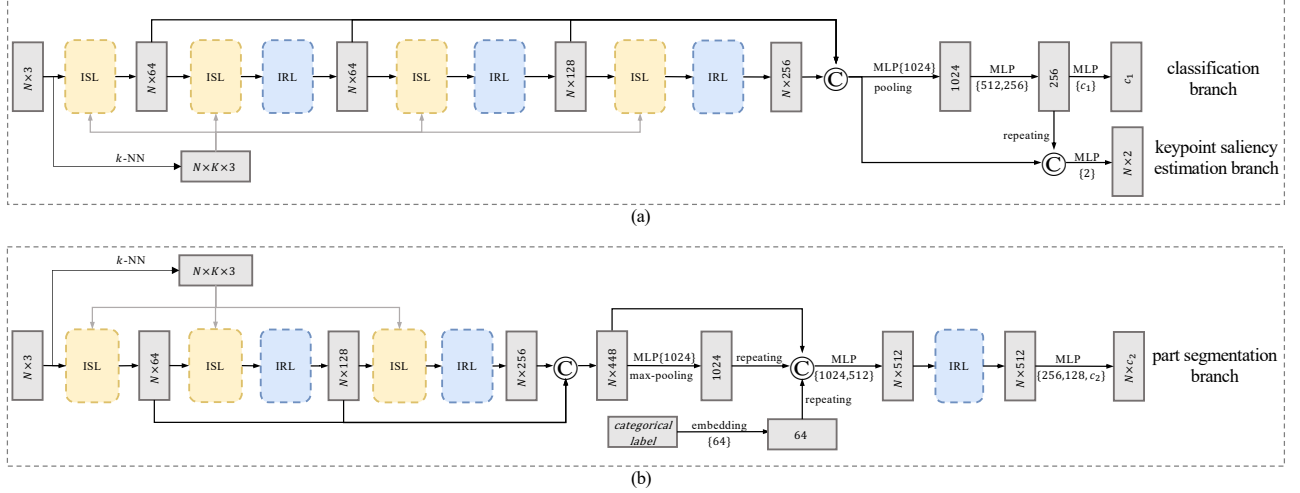 N×3
ISL
N×64
ISL
IRL
N×64
ISL
IRL
N×128
ISL
IRL
N×256
C
MLP{1024}
pooling
1024
MLP
{512,256}
256
MLP
{c₁}
c₁
classification
branch
k-NN
N×K×3
repeating
C
MLP
{2}
N×2
keypoint saliency
estimation branch
(a)
k-NN
N×K×3
N×3
ISL
N×64
ISL
IRL
N×128
ISL
IRL
N×256
C
N×448
MLP{1024}
max-pooling
1024
repeating
C
MLP
{1024,512}
N×512
IRL
N×512
MLP
{256,128,c₂}
N×c₂
part segmentation
branch
repeating
categorical
label
embedding
{64}
64
(b)